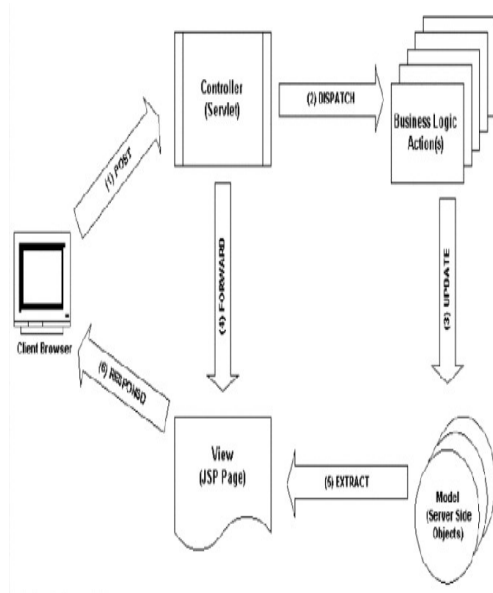 Controller
(Servlet)
(2) DISPATCH
Business Logic
Action(s)
(1) POST
(4) FORWARD
(3) UPDATE
Client Browser
(6) RESPOND
View
(JSP Page)
(5) EXTRACT
Model
(Server Side
Objects)